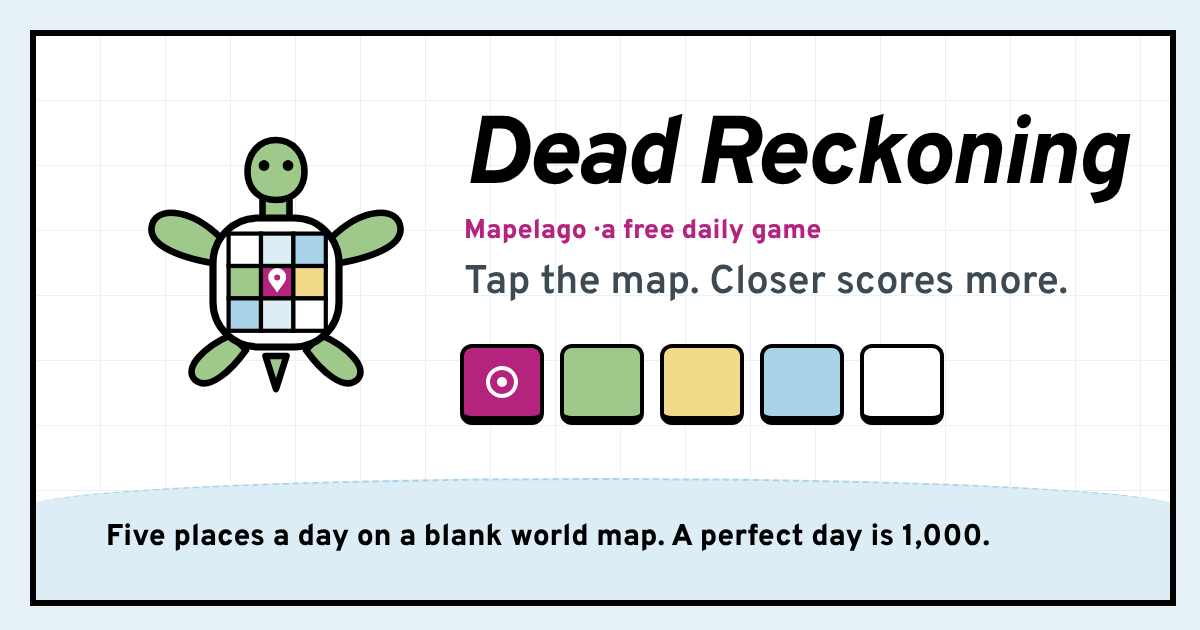 Dead Reckoning
Mapelago ·a free daily game
Tap the map. Closer scores more.
Five places a day on a blank world map. A perfect day is 1,000.